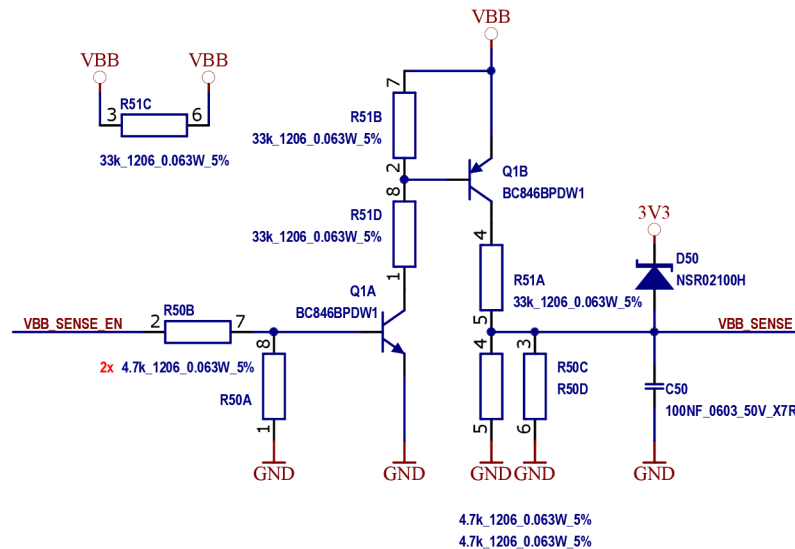 VBB
VBB
VBB
R51C
3
6
33k_1206_0.063W_5%
7
R51B
33k_1206_0.063W_5%
2
Q1B
BC846BPDW1
8
R51D
33k_1206_0.063W_5%
1
4
R51A
33k_1206_0.063W_5%
5
3V3
D50
NSR02100H
Q1A
BC846BPDW1
VBB_SENSE_EN
2
R50B
7
VBB_SENSE
2x 4.7k_1206_0.063W_5%
8
R50A
1
4
5
3
6
R50C
R50D
C50
100NF_0603_50V_X7R
GND
GND
GND
GND
GND
4.7k_1206_0.063W_5%
4.7k_1206_0.063W_5%